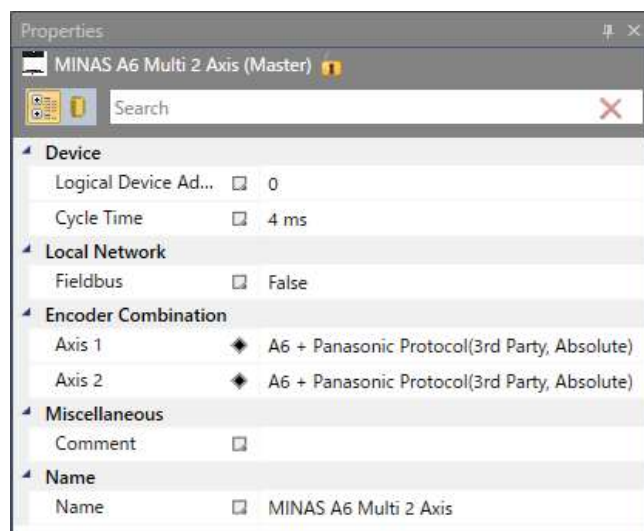 Properties
MINAS A6 Multi 2 Axis (Master)
Search
Device
Logical Device Ad... 0
Cycle Time 4 ms
Local Network
Fieldbus False
Encoder Combination
Axis 1 A6 + Panasonic Protocol(3rd Party, Absolute)
Axis 2 A6 + Panasonic Protocol(3rd Party, Absolute)
Miscellaneous
Comment
Name
Name MINAS A6 Multi 2 Axis